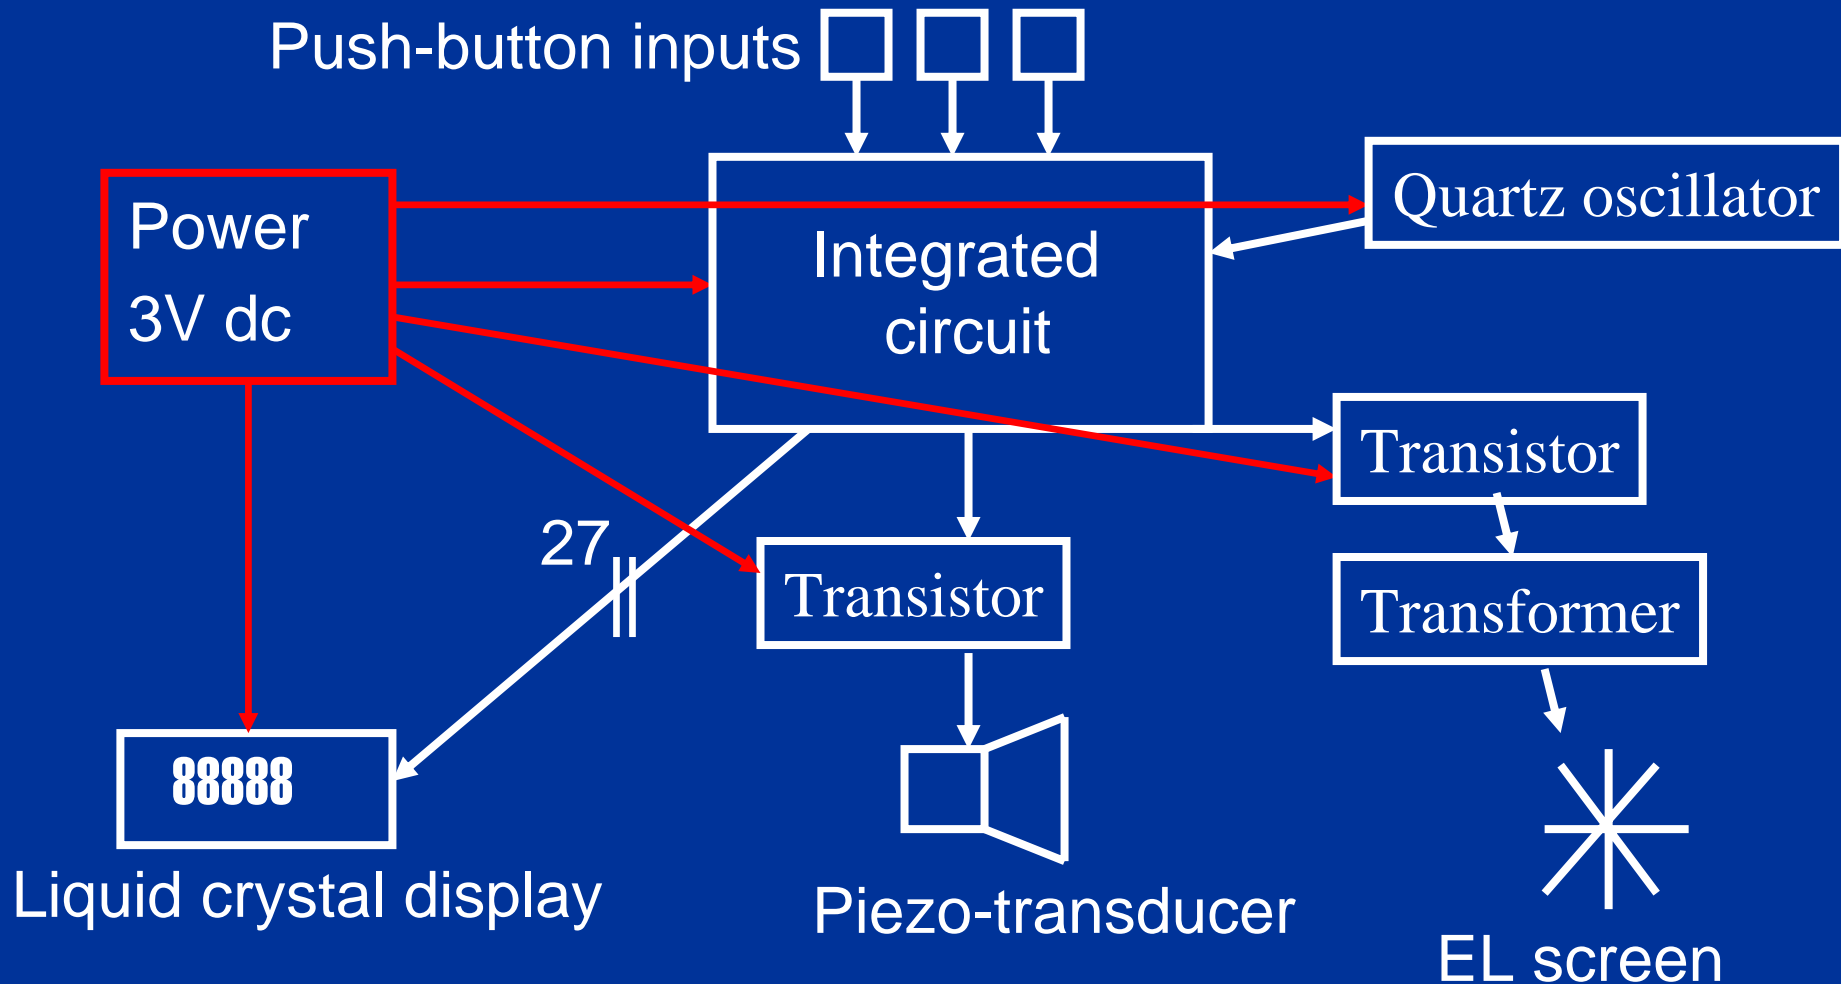 Push-button inputs
Power
3V dc
Integrated
circuit
Quartz oscillator
Transistor
27
Transistor
Transformer
88888
Liquid crystal display
Piezo-transducer
EL screen